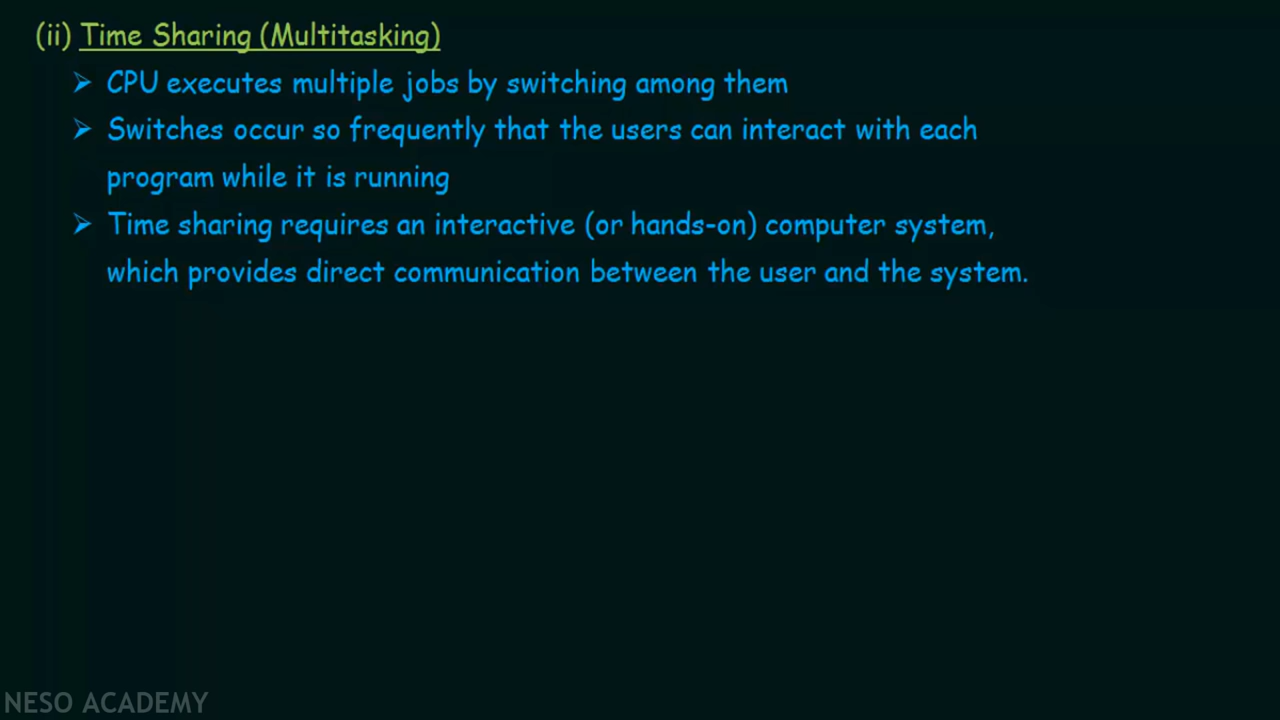 (ii) Time Sharing (Multitasking)
➢ CPU executes multiple jobs by switching among them
➢ Switches occur so frequently that the users can interact with each
program while it is running
➢ Time sharing requires an interactive (or hands-on) computer system,
which provides direct communication between the user and the system.
NESO ACADEMY